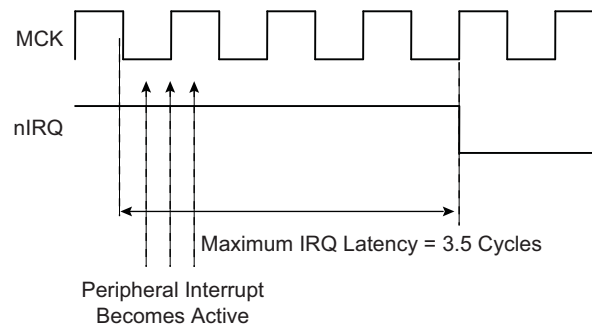 MCK
nIRQ
Maximum IRQ Latency = 3.5 Cycles
Peripheral Interrupt
Becomes Active